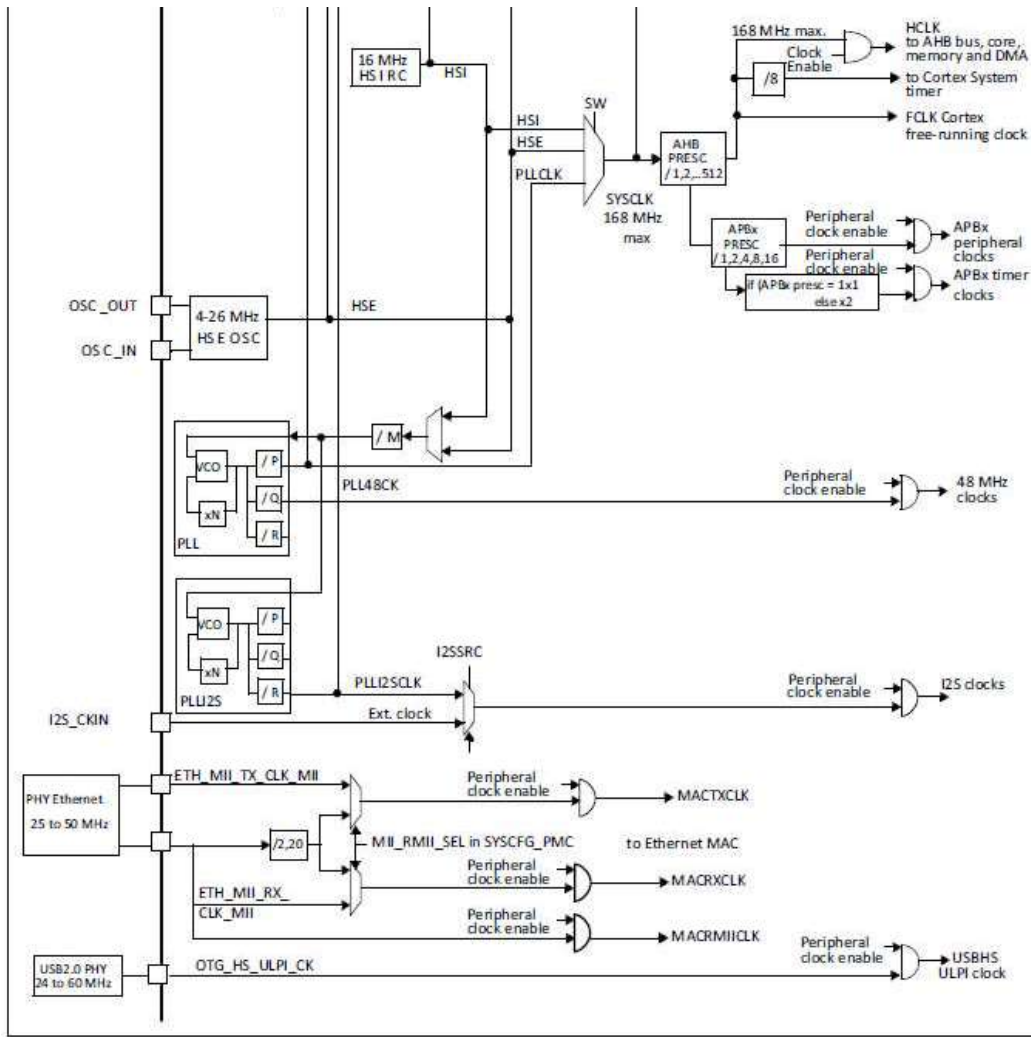 168 MHz max.
HCLK
to AHB bus, core,
memory and DMA
Clock
Enable
/8
to Cortex System
timer
FCLK Cortex
free-running clock
16 MHz
HSI RC
HSI
SW
HSI
HSE
PLLCLK
AHB
PRESC
/ 1,2,..512
SYSCLK
168 MHz
max
APBx
PRESC
/ 1,2,4,8,16
Peripheral
clock enable
APBx
peripheral
clocks
Peripheral
clock enable
if (APBx presc = 1x1
else x2
APBx timer
clocks
OSC_OUT
OSC_IN
4-26 MHz
HSE OSC
HSE
/ M
VCO
xN
/ P
/ Q
/ R
PLL
PLL48CK
Peripheral
clock enable
48 MHz
clocks
VCO
xN
/ P
/ Q
/ R
PLLI2S
I2SSRC
PLLI2SCLK
Ext. clock
I2S_CKIN
Peripheral
clock enable
I2S clocks
PHY Ethernet
25 to 50 MHz
ETH_MII_TX_CLK_MII
Peripheral
clock enable
MACTXCLK
/2,20
MII_RMII_SEL in SYSCFG_PMC
to Ethernet MAC
ETH_MII_RX_
CLK_MII
Peripheral
clock enable
MACRXCLK
Peripheral
clock enable
MACRMIICLK
USB2.0 PHY
24 to 60 MHz
OTG_HS_ULPI_CK
Peripheral
clock enable
USBHS
ULPI clock